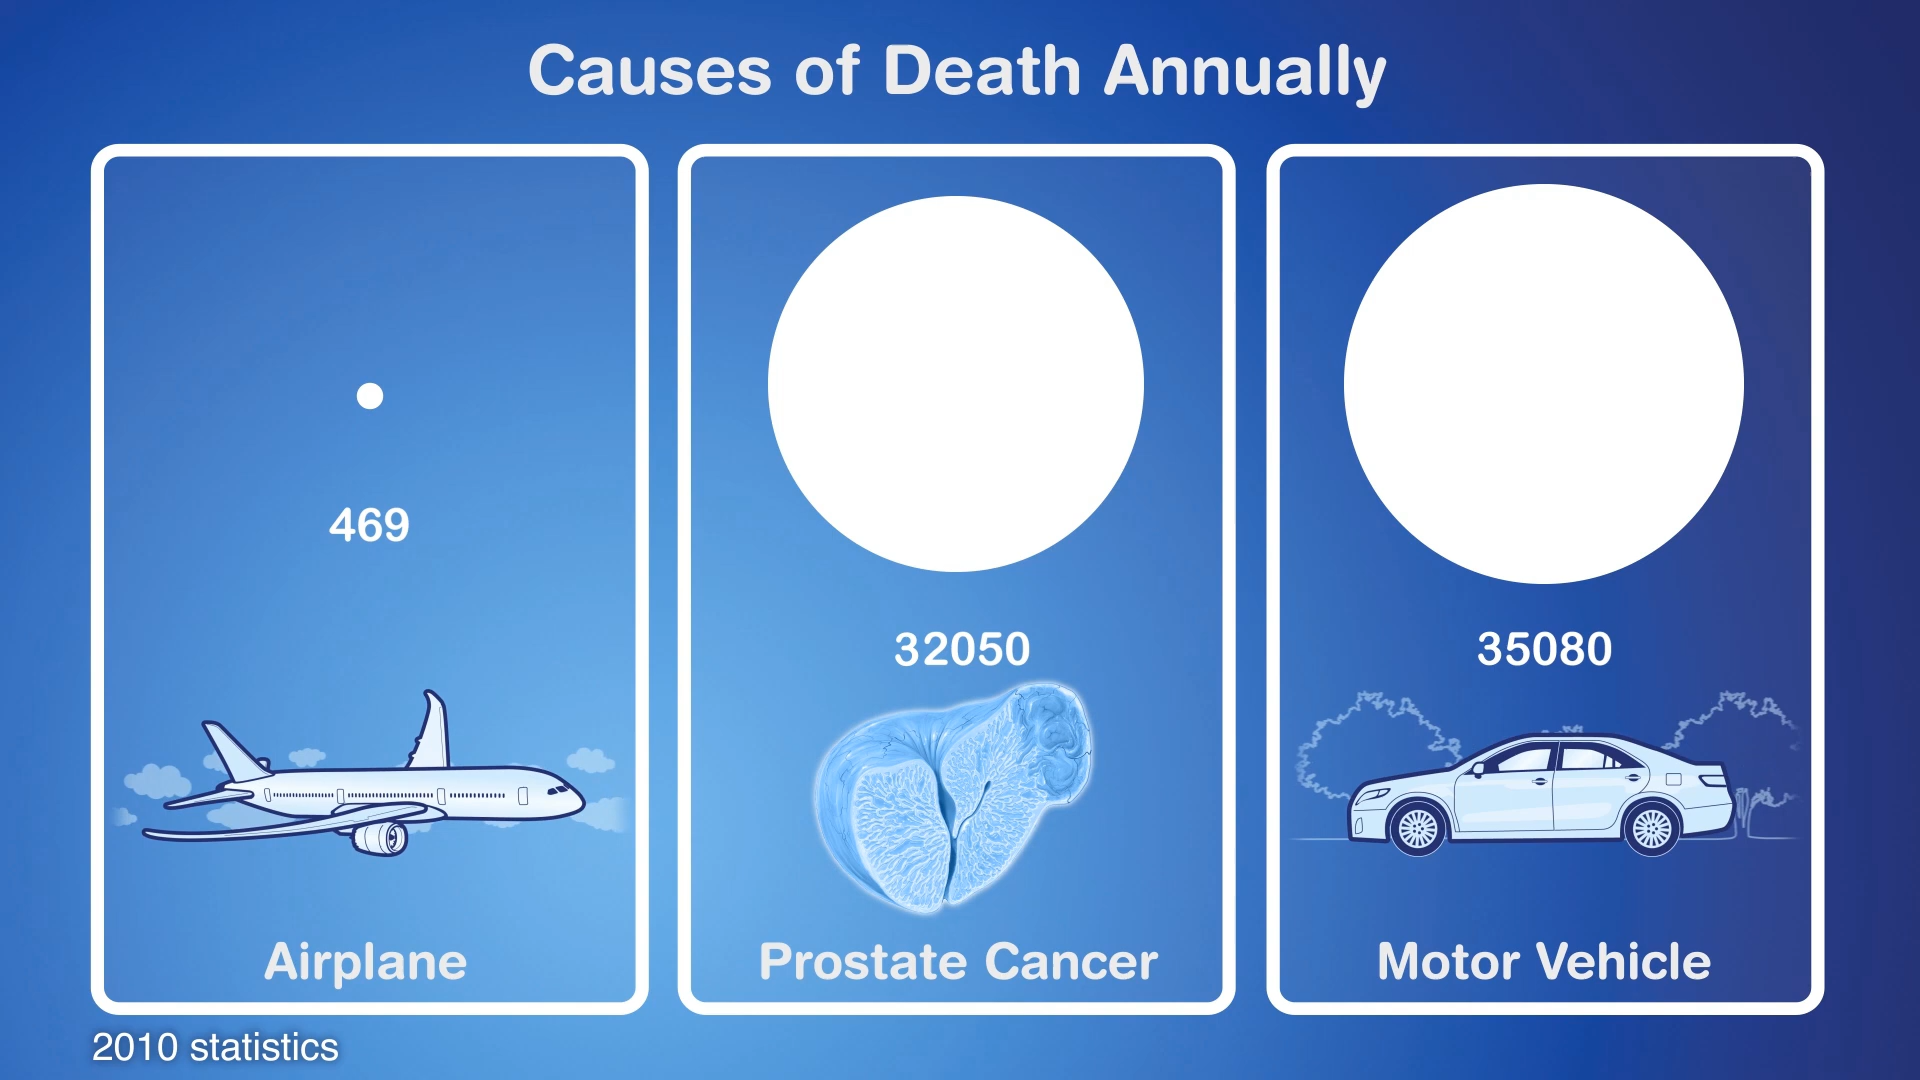 Causes of Death Annually
469
Airplane
32050
Prostate Cancer
35080
Motor Vehicle
2010 statistics